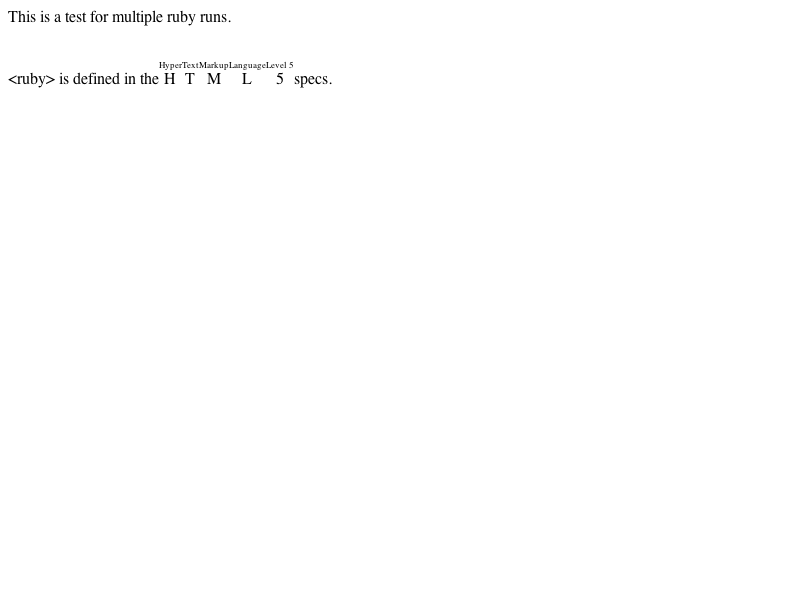 This is a test for multiple ruby runs.
HyperTextMarkupLanguageLevel 5
<ruby> is defined in the H T M L 5 specs.